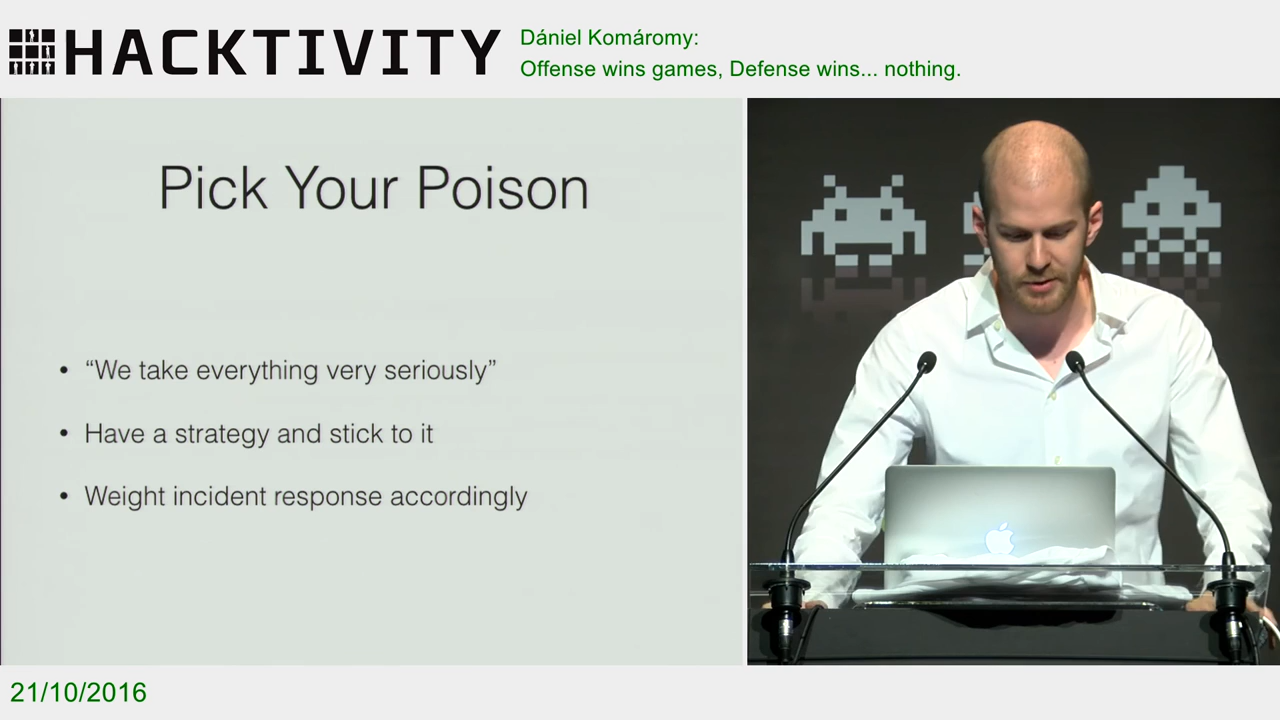 HACKTIVITY
Dániel Komáromy:
Offense wins games, Defense wins... nothing.
Pick Your Poison
• “We take everything very seriously”
• Have a strategy and stick to it
• Weight incident response accordingly
21/10/2016